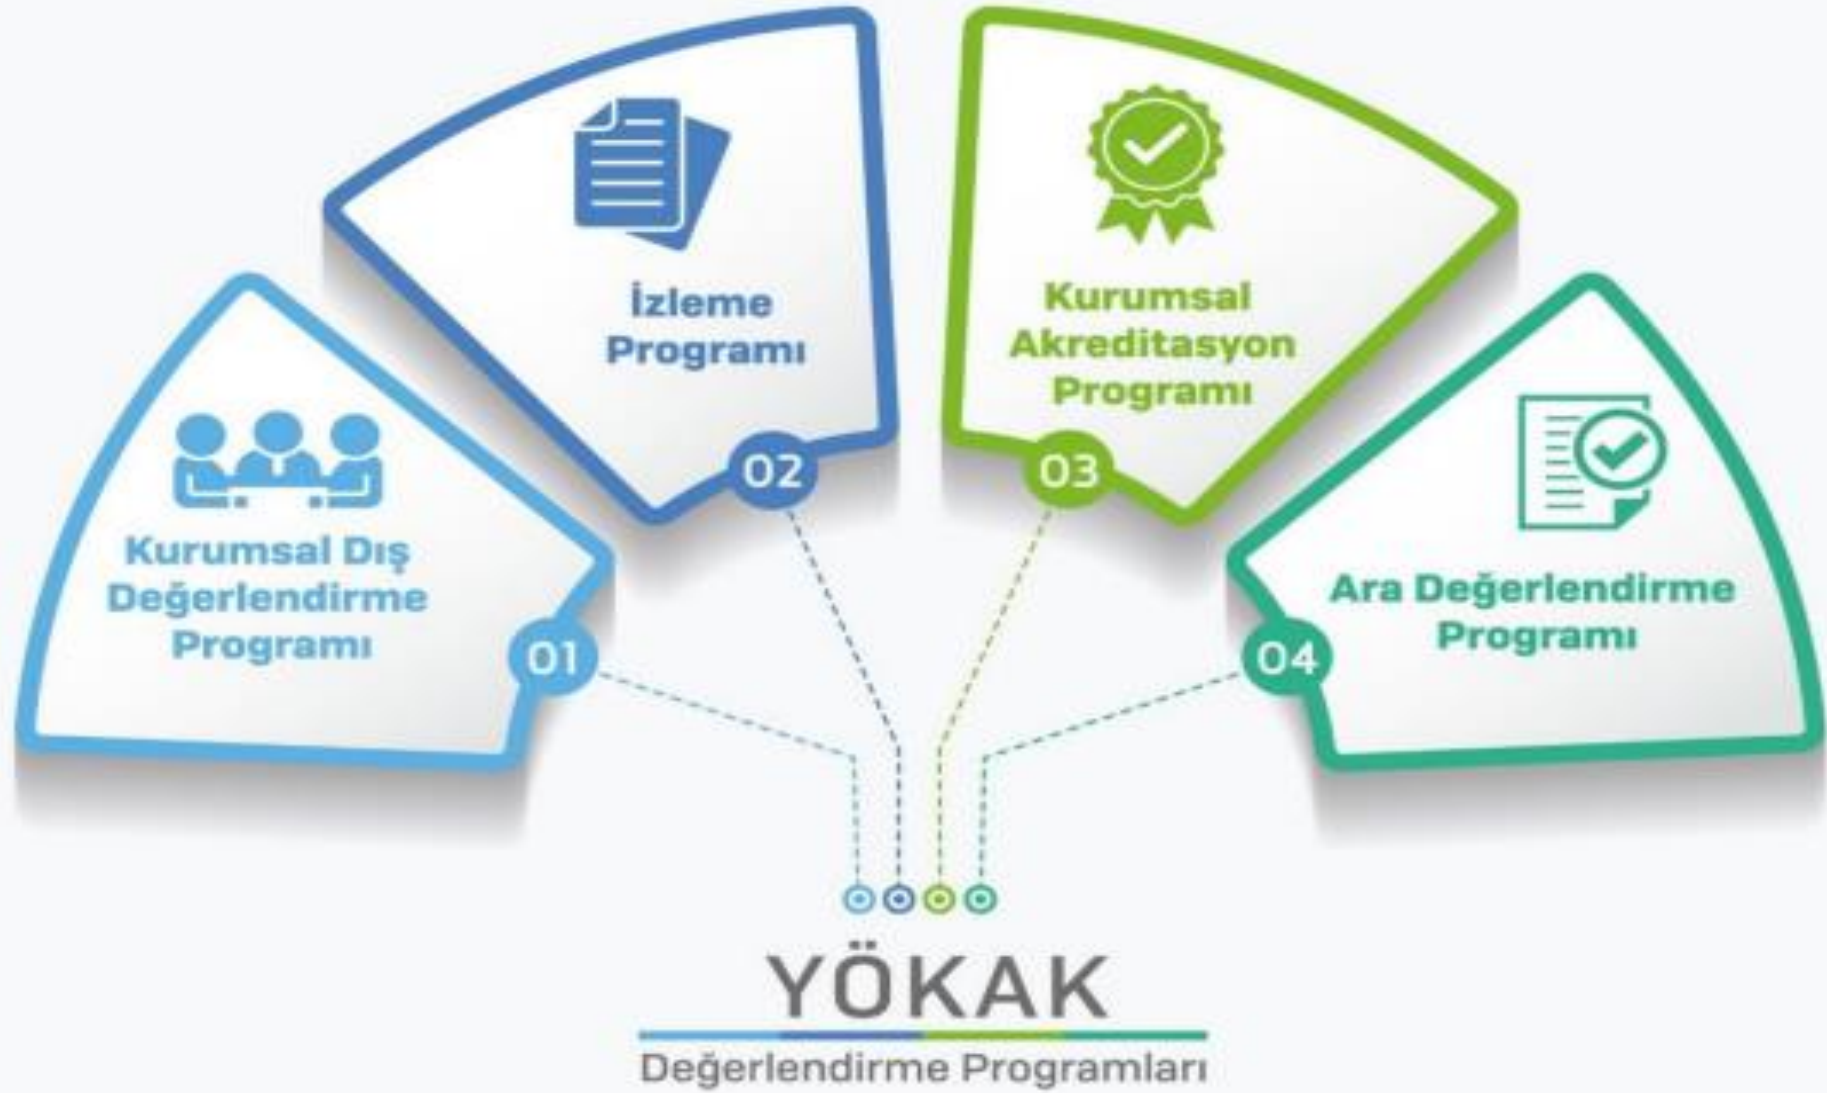 01
Kurumsal Dış
Değerlendirme
Programı
02
İzleme
Programı
03
Kurumsal
Akreditasyon
Programı
04
Ara Değerlendirme
Programı
YÖKAK
Değerlendirme Programları